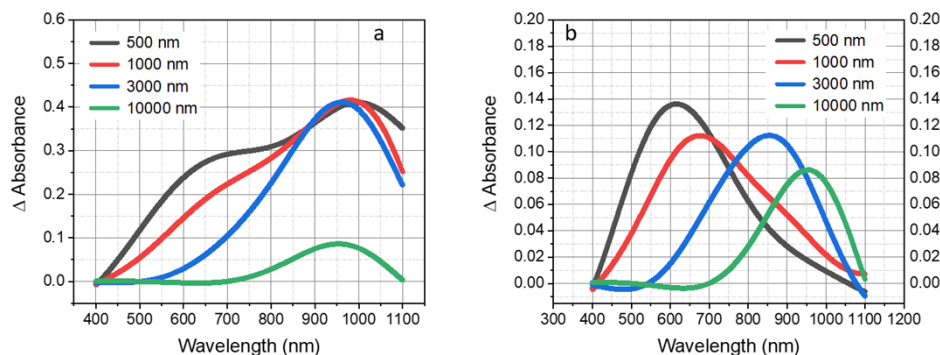 a
500 nm
1000 nm
3000 nm
10000 nm
Δ Absorbance
0.6
0.5
0.4
0.3
0.2
0.1
0.0
400 500 600 700 800 900 1000 1100
Wavelength (nm)
b
500 nm
1000 nm
3000 nm
10000 nm
Δ Absorbance
0.20 0.20
0.18 0.18
0.16 0.16
0.14 0.14
0.12 0.12
0.10 0.10
0.08 0.08
0.06 0.06
0.04 0.04
0.02 0.02
0.00 0.00
300 400 500 600 700 800 900 1000 1100 1200
Wavelength (nm)